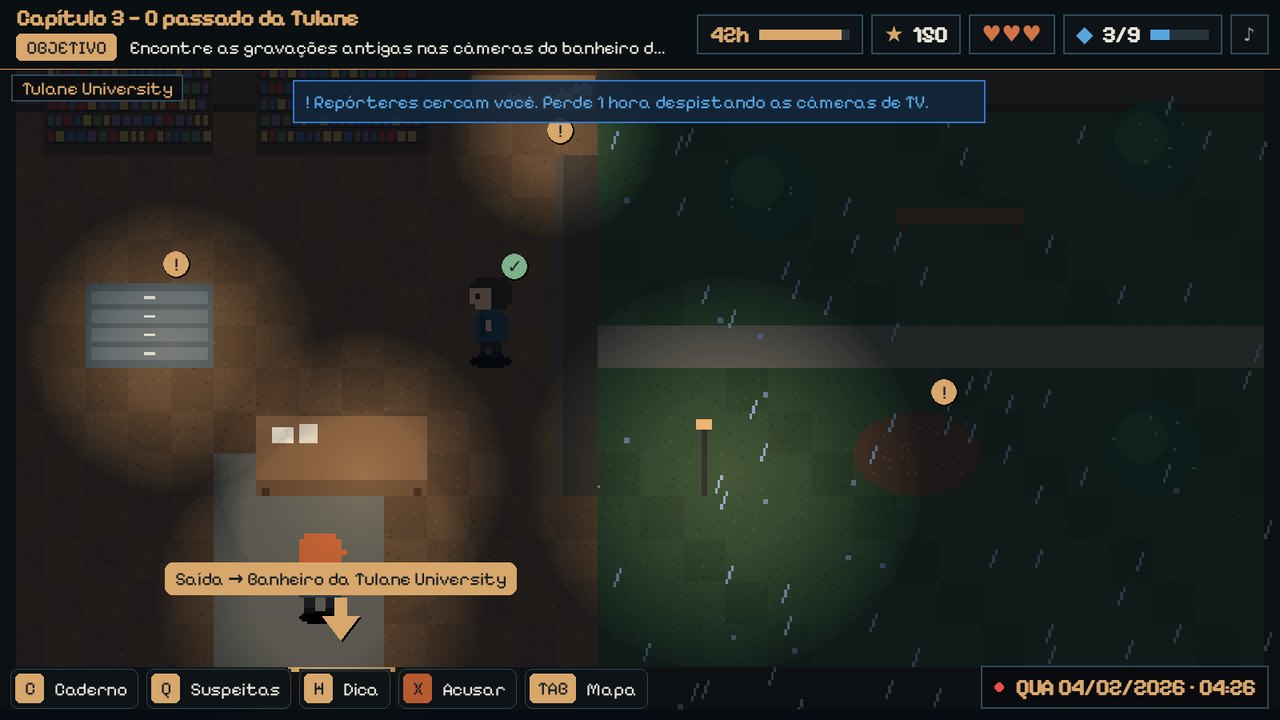 Capítulo 3 - O passado da Tulane
OBJETIVO Encontre as gravações antigas nas câmeras do banheiro d...
42h
★ 180
3/9
♪
Tulane University
! Repórteres cercam você. Perde 1 hora despistando as câmeras de TV.
!
!
✓
!
Saída → Banheiro da Tulane University
C Caderno
Q Suspeitas
H Dica
X Acusar
TAB Mapa
QUA 04/02/2026 · 04:26